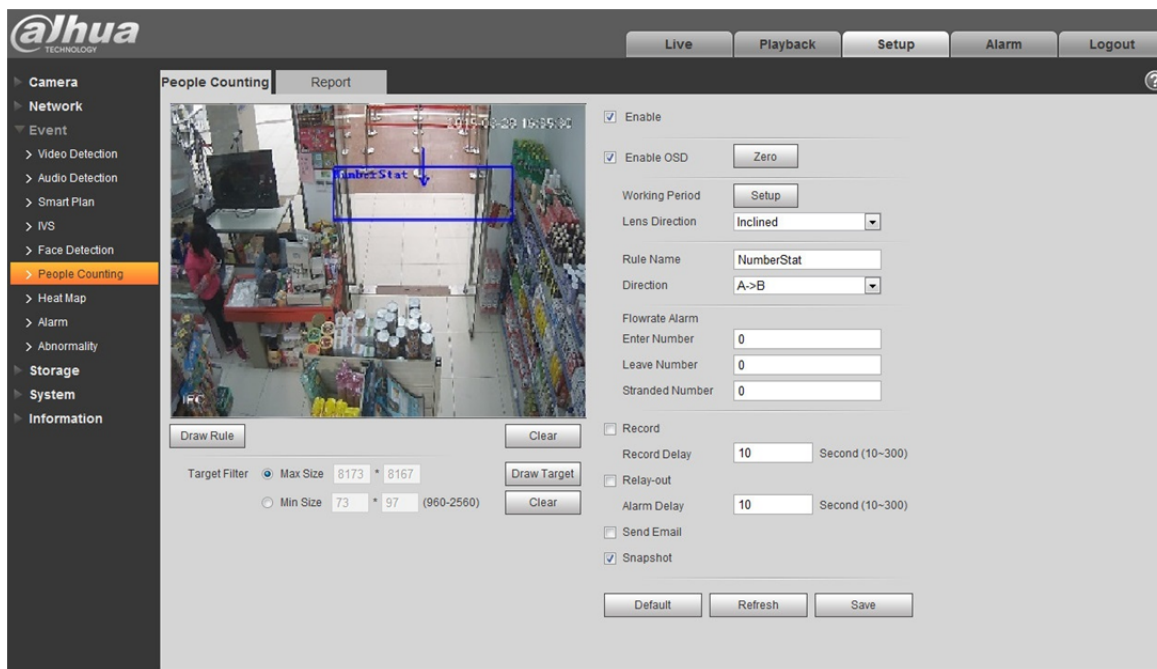 alhua
TECHNOLOGY
Live Playback Setup Alarm Logout
Camera
Network
Event
Video Detection
Audio Detection
Smart Plan
IVS
Face Detection
People Counting
Heat Map
Alarm
Abnormality
Storage
System
Information
People Counting Report
NumberStat
IPC
Draw Rule Clear
Target Filter Max Size 8173 * 8167 Draw Target
Min Size 73 * 97 (960-2560) Clear
Enable
Enable OSD Zero
Working Period Setup
Lens Direction Inclined
Rule Name NumberStat
Direction A->B
Flowrate Alarm
Enter Number 0
Leave Number 0
Stranded Number 0
Record
Record Delay 10 Second (10~300)
Relay-out
Alarm Delay 10 Second (10~300)
Send Email
Snapshot
Default Refresh Save
?